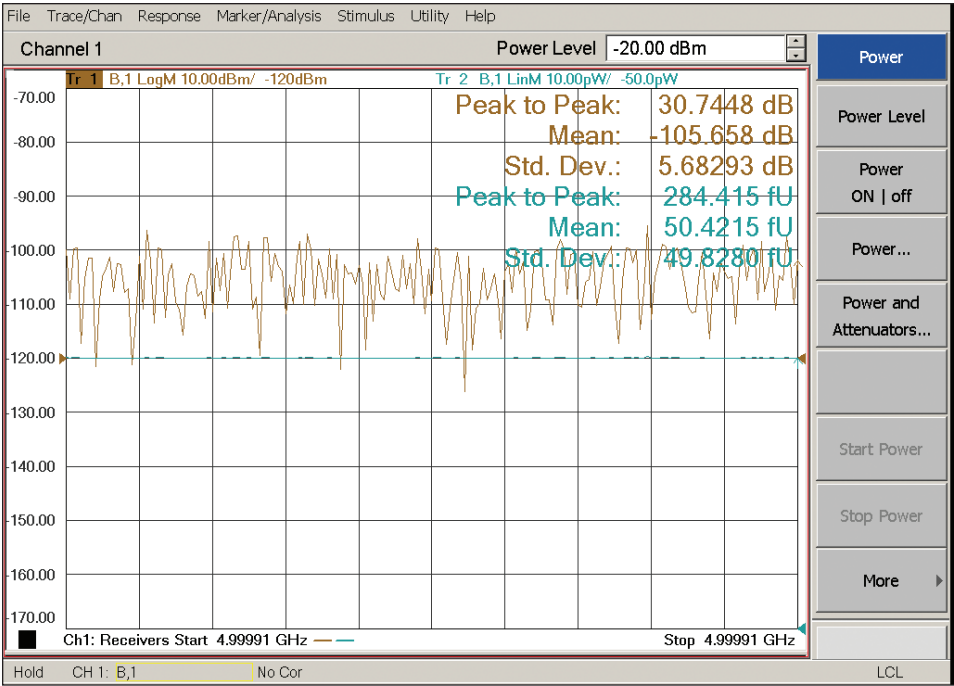 File Trace/Chan Response Marker/Analysis Stimulus Utility Help
Channel 1 Power Level -20.00 dBm
Power
Tr 1 B,1 LogM 10.00dBm/ -120dBm Tr 2 B,1 LinM 10.00pW/ -50.0pW
Peak to Peak: 30.7448 dB
Mean: -105.658 dB
Std. Dev.: 5.68293 dB
Peak to Peak: 284.415 fU
Mean: 50.4215 fU
Std. Dev.: 49.8280 fU
-70.00
-80.00
-90.00
-100.00
-110.00
-120.00
-130.00
-140.00
-150.00
-160.00
-170.00
Ch1: Receivers Start 4.99991 GHz Stop 4.99991 GHz
Power Level
Power
ON | off
Power...
Power and
Attenuators...
Start Power
Stop Power
More
Hold CH 1: B,1 No Cor LCL